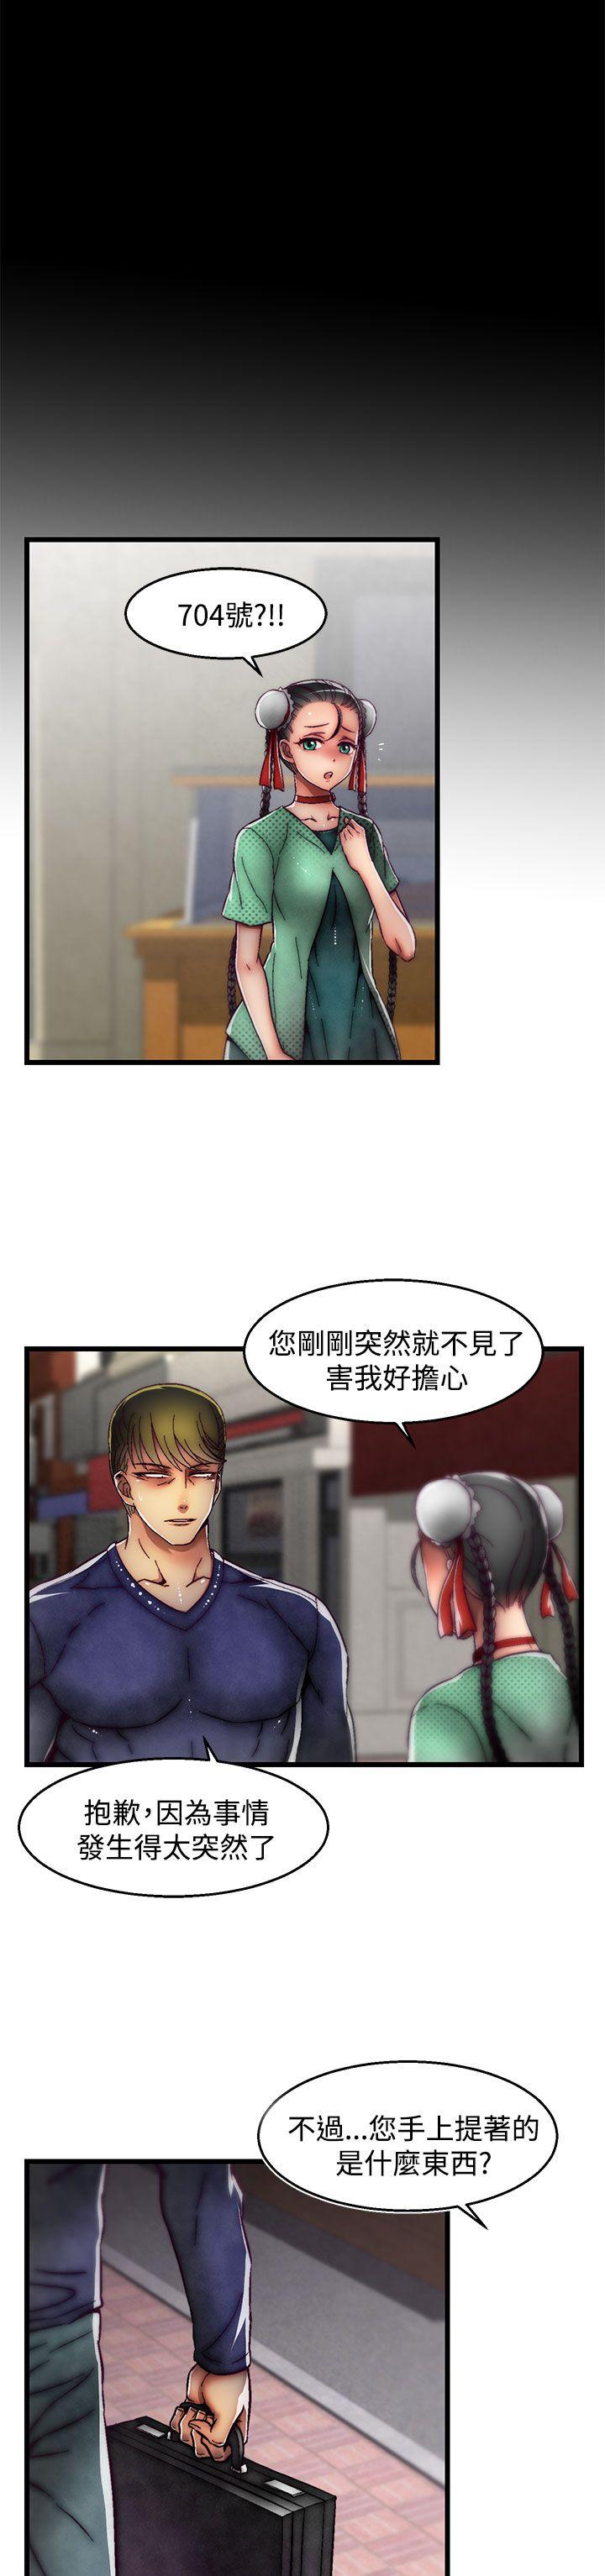 704號?!!
您剛剛突然就不見了
害我好擔心
抱歉,因為事情
發生得太突然了
不過...您手上提著的
是什麼東西?